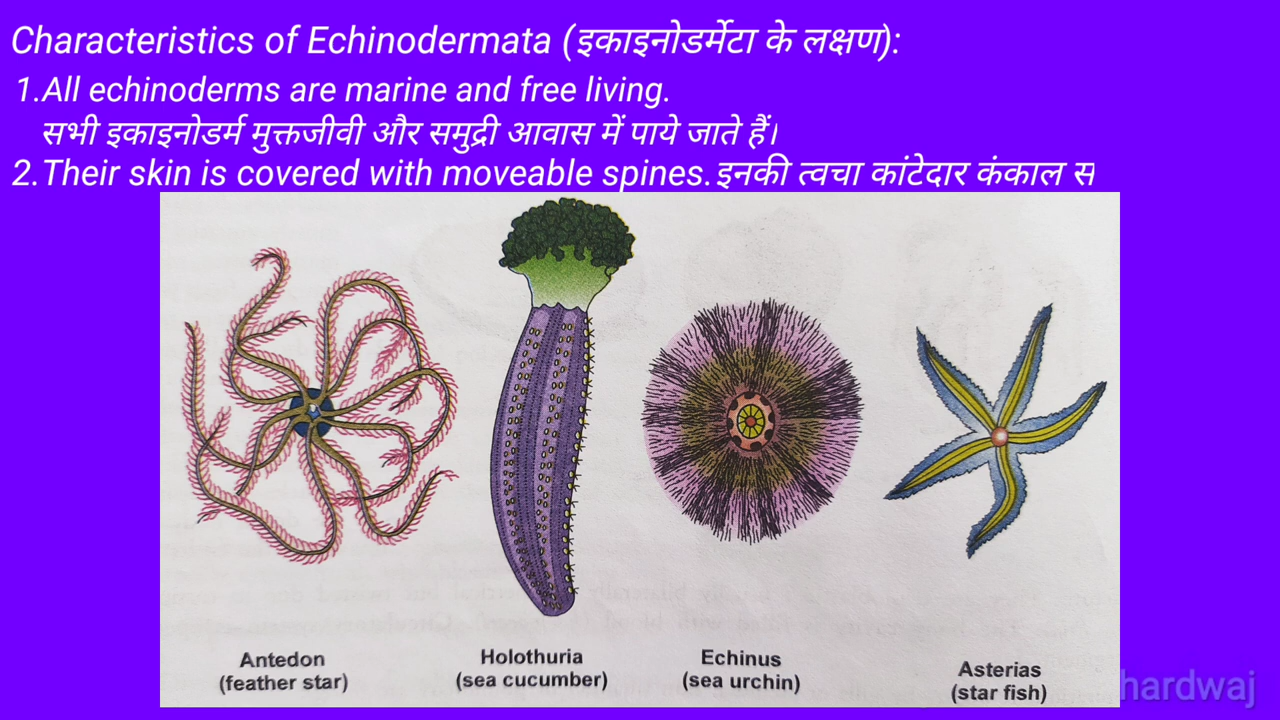 Characteristics of Echinodermata (इकाइनोडर्मेटा के लक्षण):
1.All echinoderms are marine and free living.
सभी इकाइनोडर्म मुक्तजीवी और समुद्री आवास में पाये जाते हैं।
2.Their skin is covered with moveable spines.इनकी त्वचा कांटेदार कंकाल स
Antedon
(feather star)
Holothuria
(sea cucumber)
Echinus
(sea urchin)
Asterias
(star fish)
hardwaj